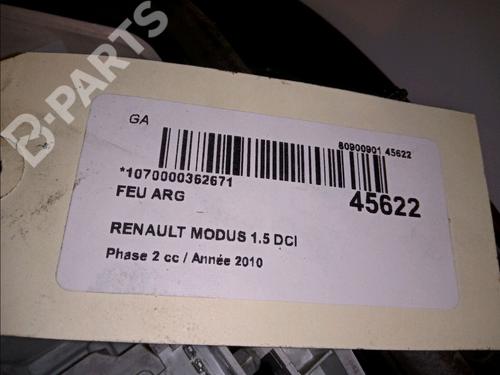 B-PARTS
GA
80900901 45622
*1070000362671
FEU ARG
45622
RENAULT MODUS 1.5 DCI
Phase 2 cc / Année 2010